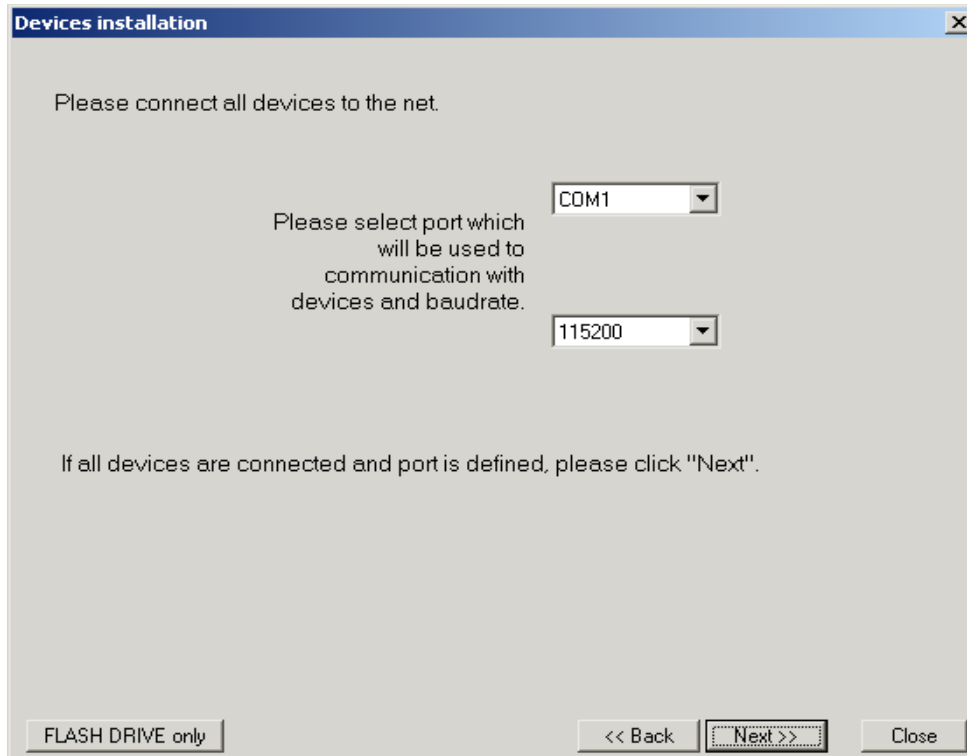 Devices installation
Please connect all devices to the net.
COM1
Please select port which
will be used to
communication with
devices and baudrate.
115200
If all devices are connected and port is defined, please click "Next".
FLASH DRIVE only
<< Back
Next >>
Close